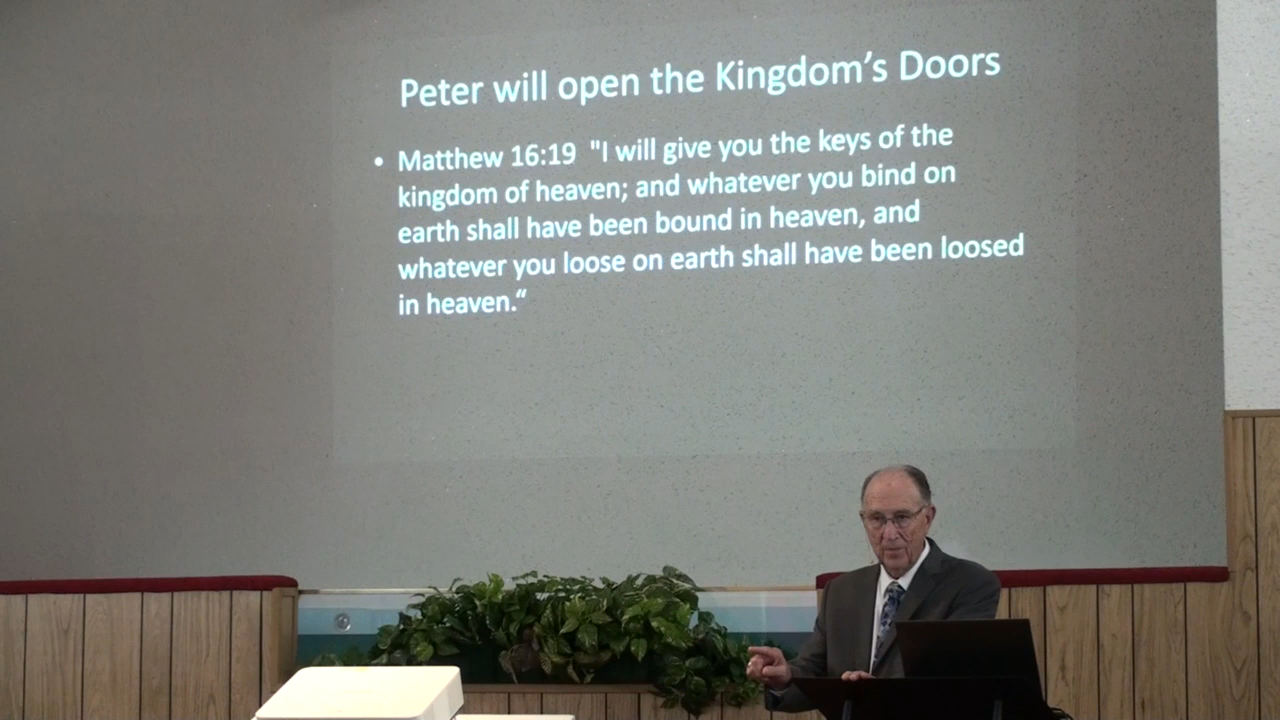 Peter will open the Kingdom's Doors
• Matthew 16:19  "I will give you the keys of the
kingdom of heaven; and whatever you bind on
earth shall have been bound in heaven, and
whatever you loose on earth shall have been loosed
in heaven.“